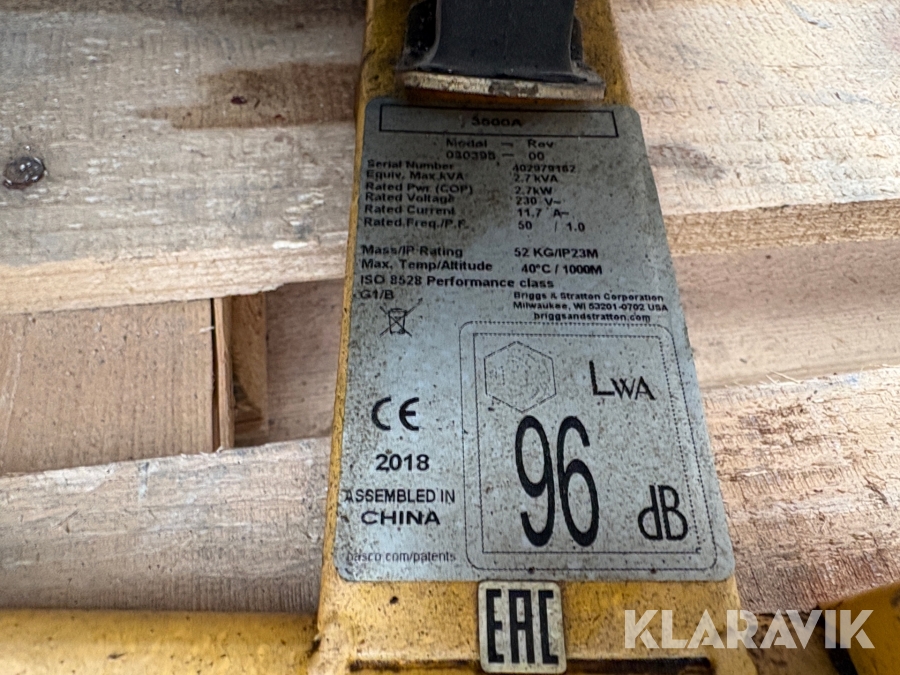 3600A
Model — Rev
030395 — 00
Serial Number 402979162
Equiv. Max.kVA 2.7 kVA
Rated Pwr (COP) 2.7kW
Rated Voltage 230 V~
Rated Current 11.7 A~
Rated.Freq./P.F. 50 / 1.0
Mass/IP Rating 52 KG/IP23M
Max. Temp/Altitude 40°C / 1000M
ISO 8528 Performance class
G1/B
Briggs & Stratton Corporation
Milwaukee, WI 53201-0702 USA
briggsandstratton.com
LWA
CE
96
2018
dB
ASSEMBLED IN
CHINA
basco.com/patents
EAC
KLARAVIK